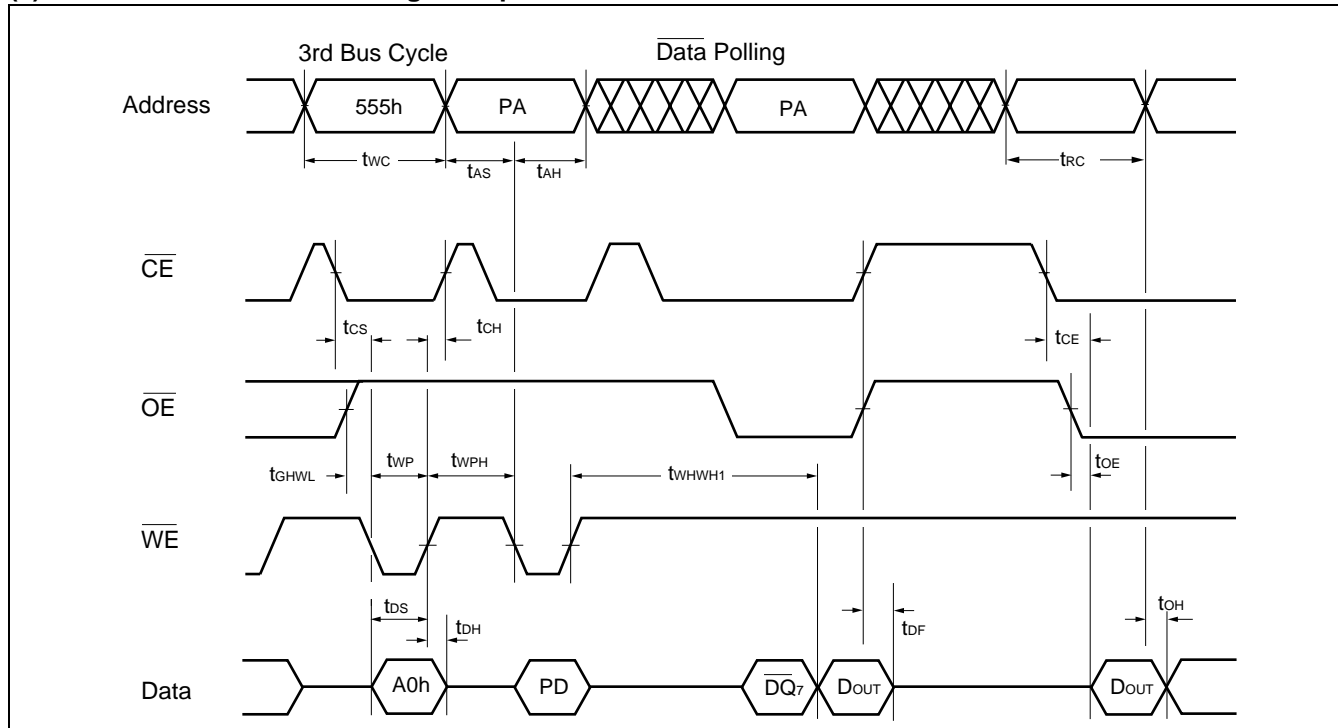 3rd Bus Cycle
Data Polling
Address
555h
PA
PA
tWC
tAS
tAH
tRC
CE
tCS
tCH
tCE
OE
tGHWL
tWP
tWPH
tWHWH1
tOE
WE
tDS
tDH
tDF
tOH
Data
A0h
PD
DQ7
DOUT
DOUT